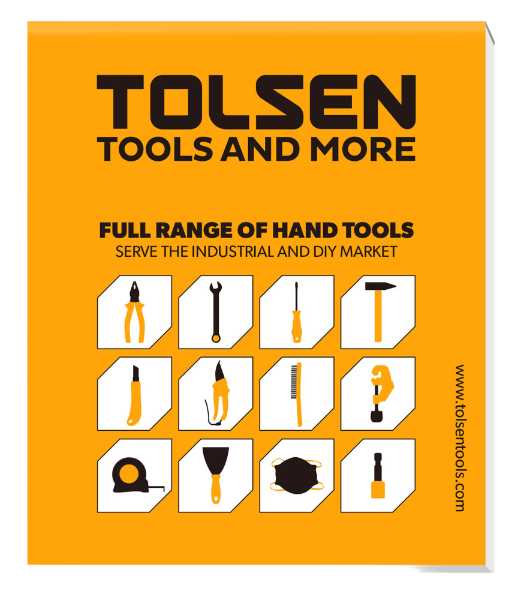 TOLSEN
TOOLS AND MORE
FULL RANGE OF HAND TOOLS
SERVE THE INDUSTRIAL AND DIY MARKET
www.tolsentools.com